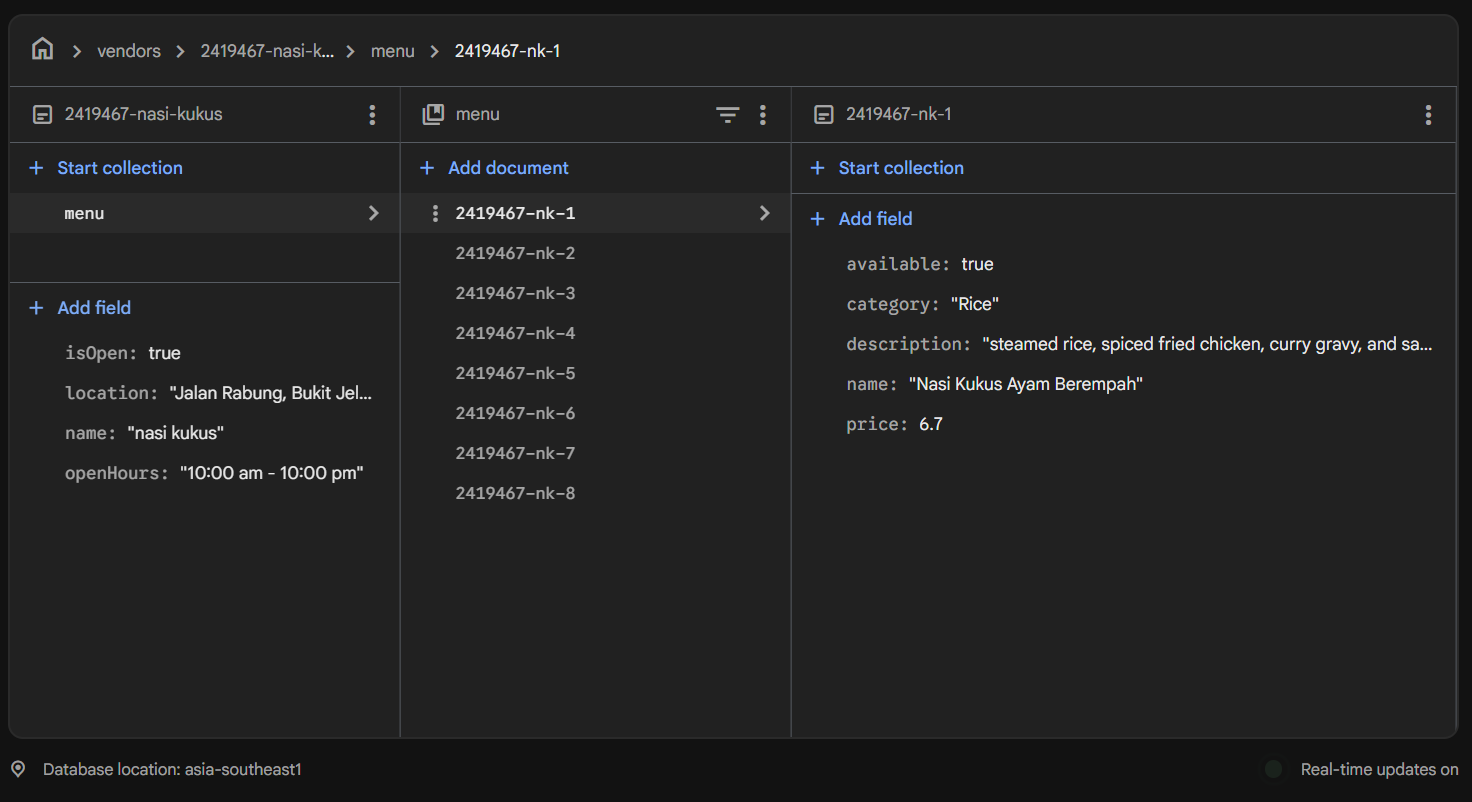 vendors
2419467-nasi-k...
menu
2419467-nk-1
2419467-nasi-kukus
Start collection
menu
Add field
isOpen: true
location: "Jalan Rabung, Bukit Jel...
name: "nasi kukus"
openHours: "10:00 am - 10:00 pm"
menu
Add document
2419467-nk-1
2419467-nk-2
2419467-nk-3
2419467-nk-4
2419467-nk-5
2419467-nk-6
2419467-nk-7
2419467-nk-8
2419467-nk-1
Start collection
Add field
available: true
category: "Rice"
description: "steamed rice, spiced fried chicken, curry gravy, and sa...
name: "Nasi Kukus Ayam Berempah"
price: 6.7
Database location: asia-southeast1
Real-time updates on